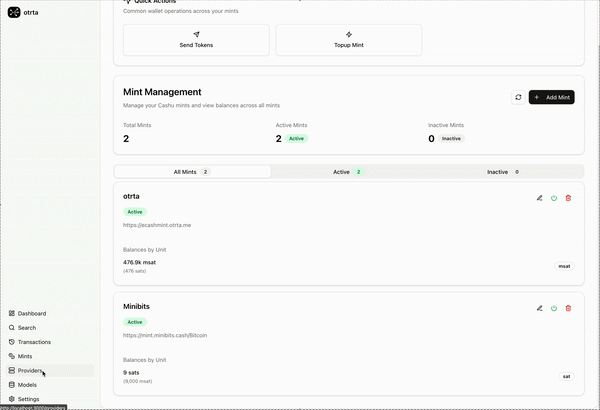 otrta
Quick Actions
Common wallet operations across your mints
Send Tokens
Topup Mint
Mint Management
Manage your Cashu mints and view balances across all mints
Add Mint
Total Mints
Active Mints
Inactive Mints
2
2 Active
0 Inactive
All Mints 2
Active 2
Inactive 0
otrta
Active
https://ecashmint.otrta.me
Balances by Unit
476.9k msat
(476 sats)
msat
Minibits
Active
https://mint.minibits.cash/Bitcoin
Balances by Unit
9 sats
(9,000 msat)
sat
Dashboard
Search
Transactions
Mints
Providers
Models
Settings